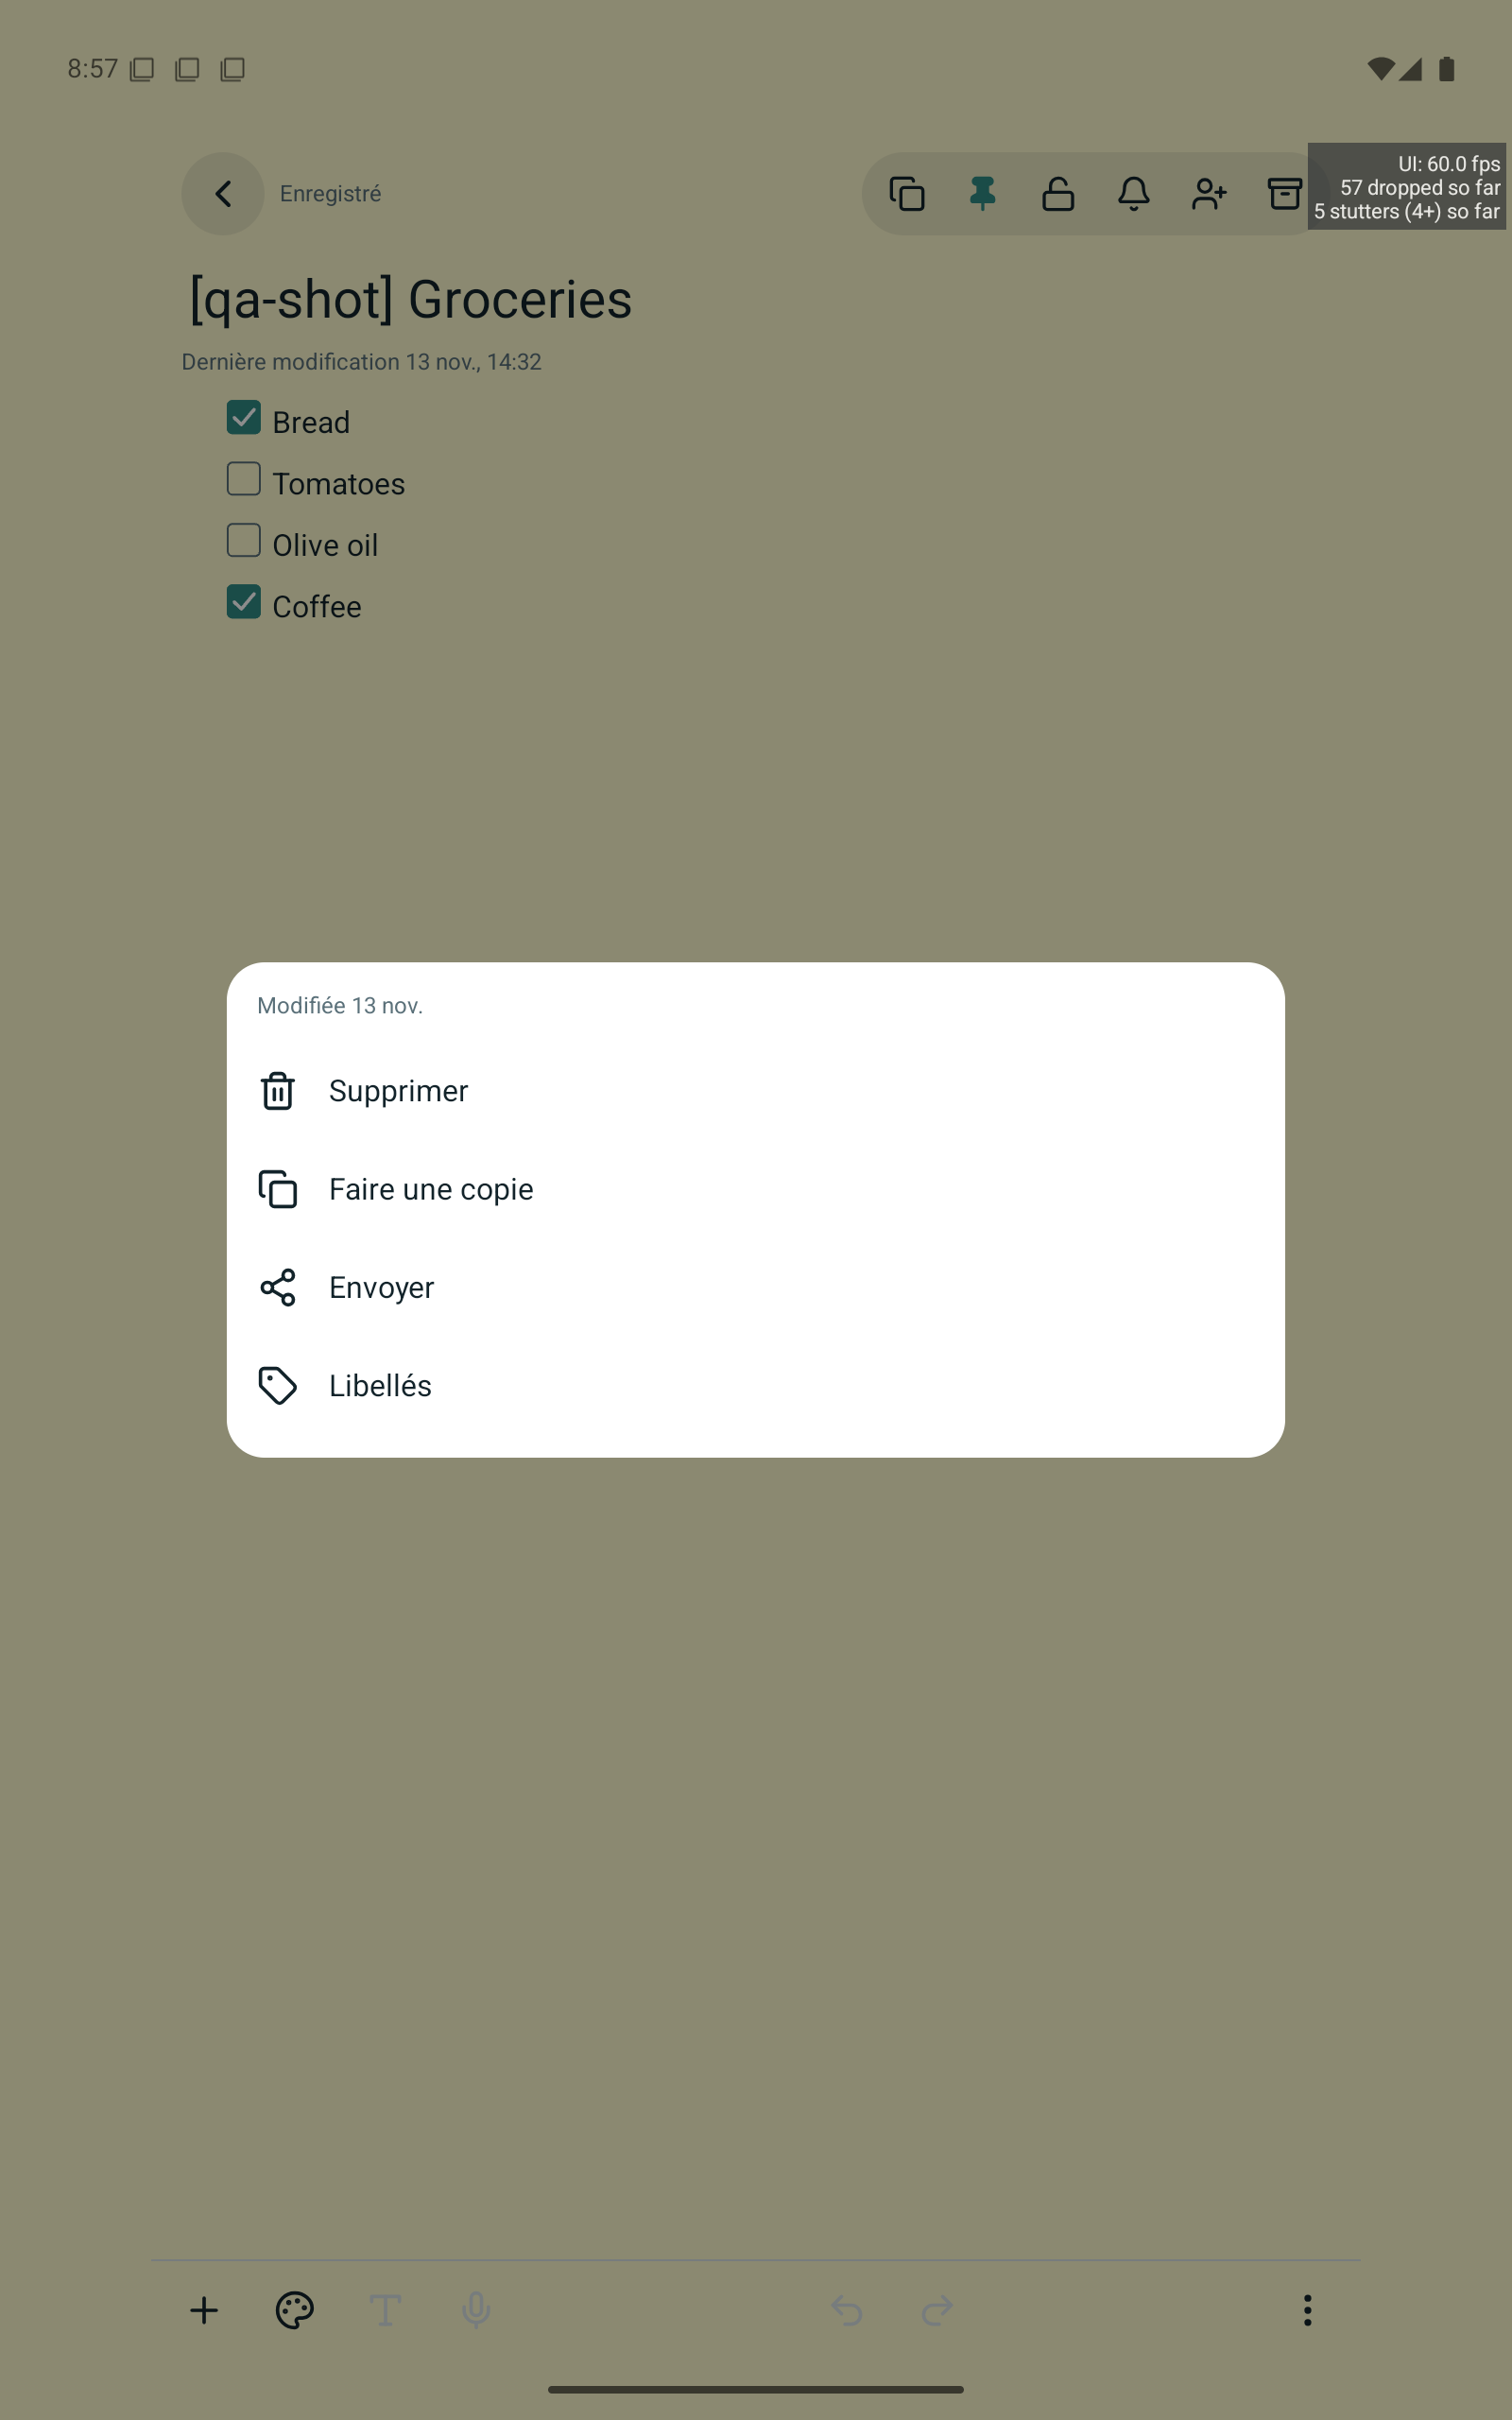 8:57
Enregistré
UI: 60.0 fps
57 dropped so far
5 stutters (4+) so far
[qa-shot] Groceries
Dernière modification 13 nov., 14:32
Bread
Tomatoes
Olive oil
Coffee
Modifiée 13 nov.
Supprimer
Faire une copie
Envoyer
Libellés